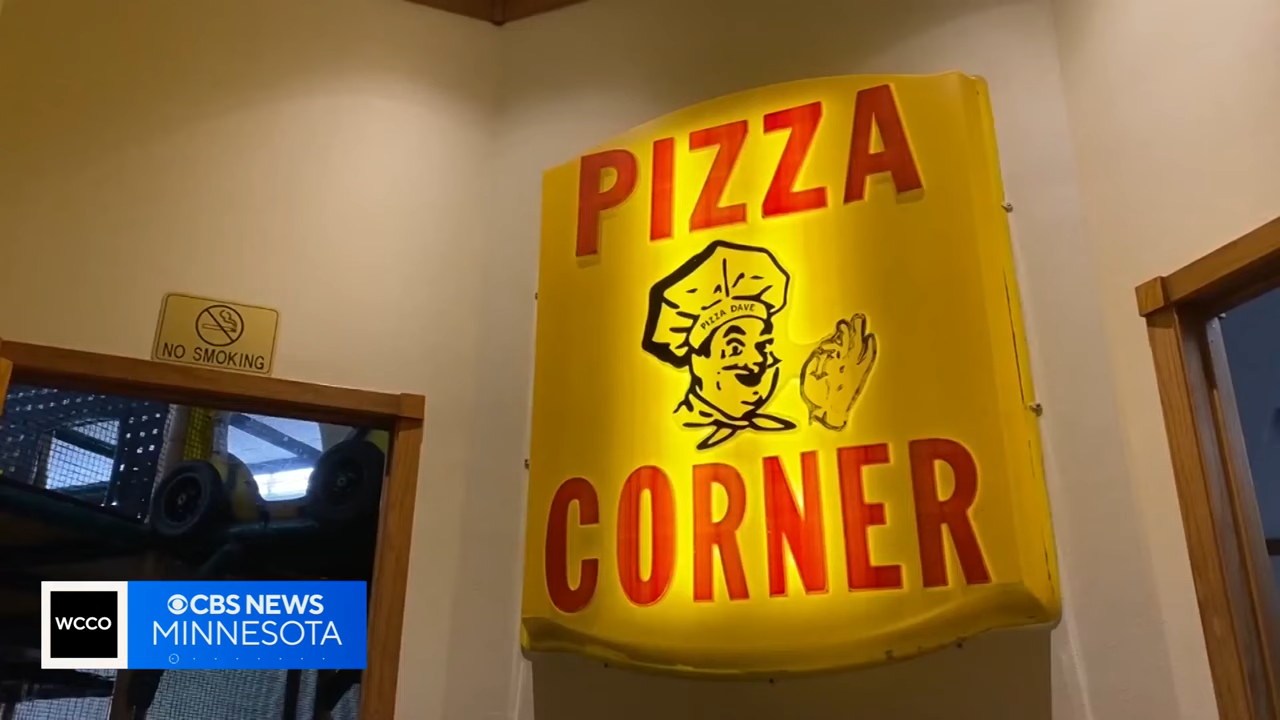 PIZZA
PIZZA DAVE
CORNER
NO SMOKING
WCCO
CBS NEWS
MINNESOTA